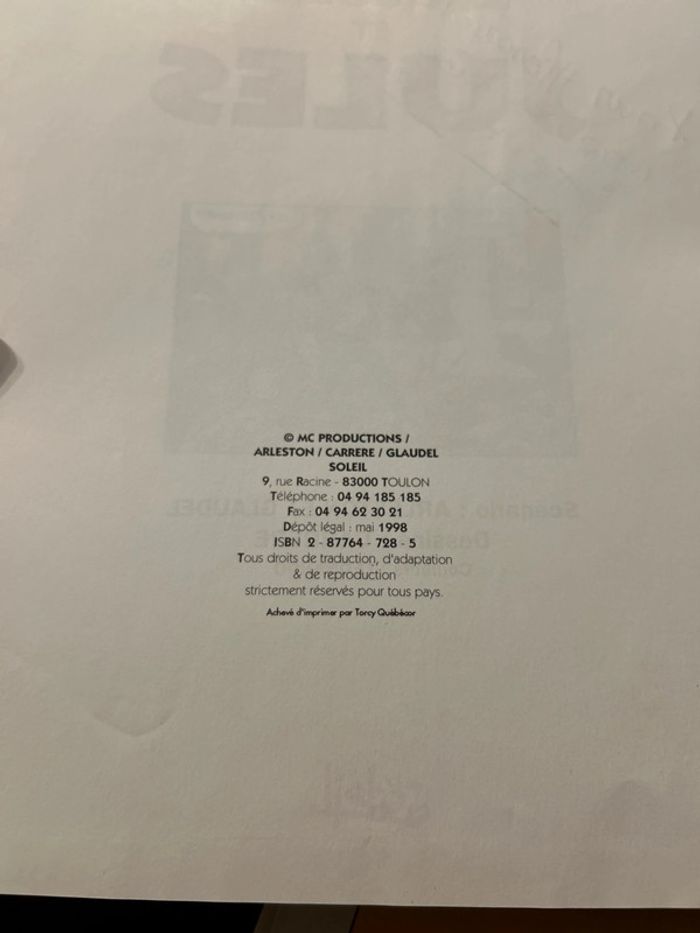 © MC PRODUCTIONS /
ARLESTON / CARRERE / GLAUDEL
SOLEIL
9, rue Racine - 83000 TOULON
Téléphone : 04 94 185 185
Fax : 04 94 62 30 21
Dépôt légal : mai 1998
ISBN 2 - 87764 - 728 - 5
Tous droits de traduction, d'adaptation
& de reproduction
strictement réservés pour tous pays.
Achevé d'imprimer par Torcy Québécor